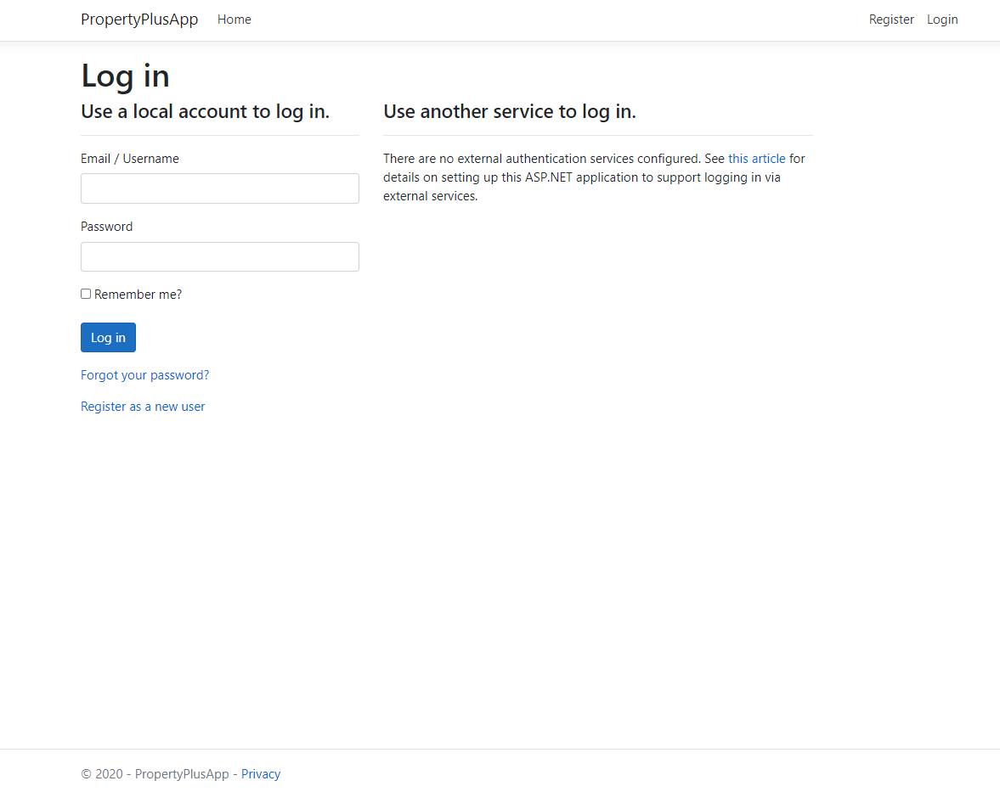 PropertyPlusApp Home Register Login
Log in
Use a local account to log in.
Email / Username
Password
Remember me?
Log in
Forgot your password?
Register as a new user
Use another service to log in.
There are no external authentication services configured. See this article for
details on setting up this ASP.NET application to support logging in via
external services.
© 2020 - PropertyPlusApp - Privacy